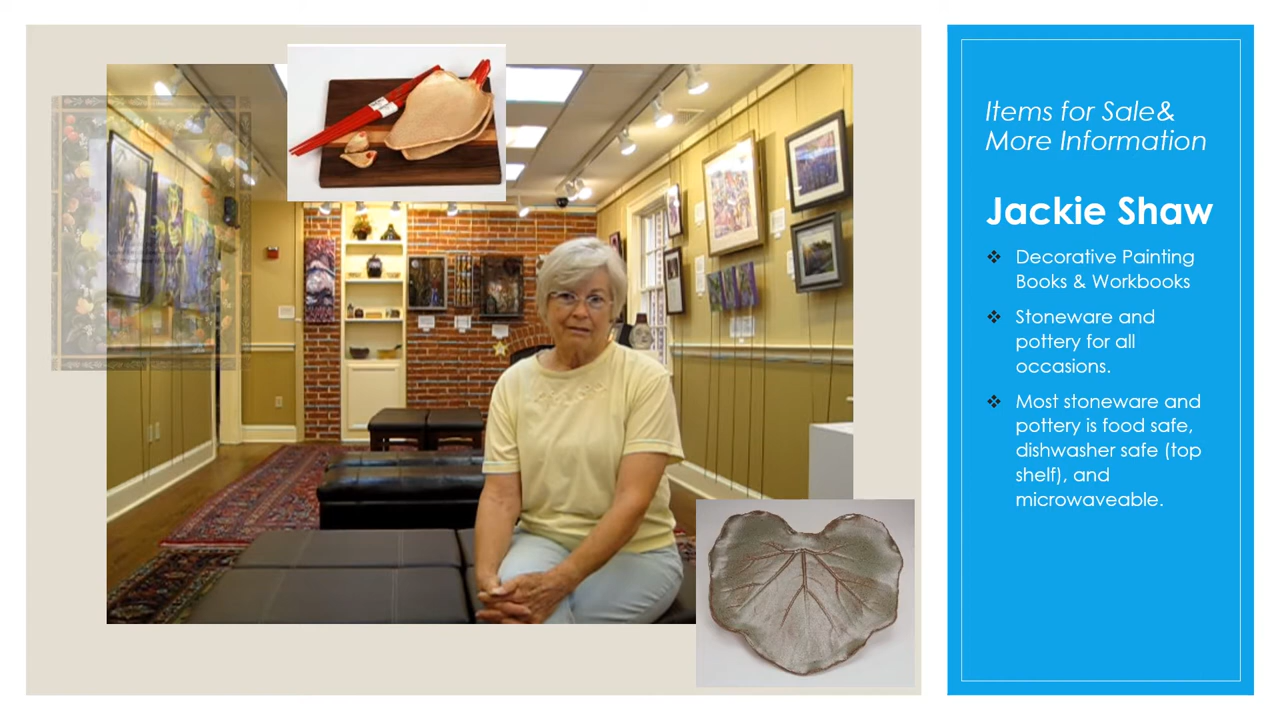 Items for Sale&
More Information
Jackie Shaw
❖ Decorative Painting
Books & Workbooks
❖ Stoneware and
pottery for all
occasions.
❖ Most stoneware and
pottery is food safe,
dishwasher safe (top
shelf), and
microwaveable.